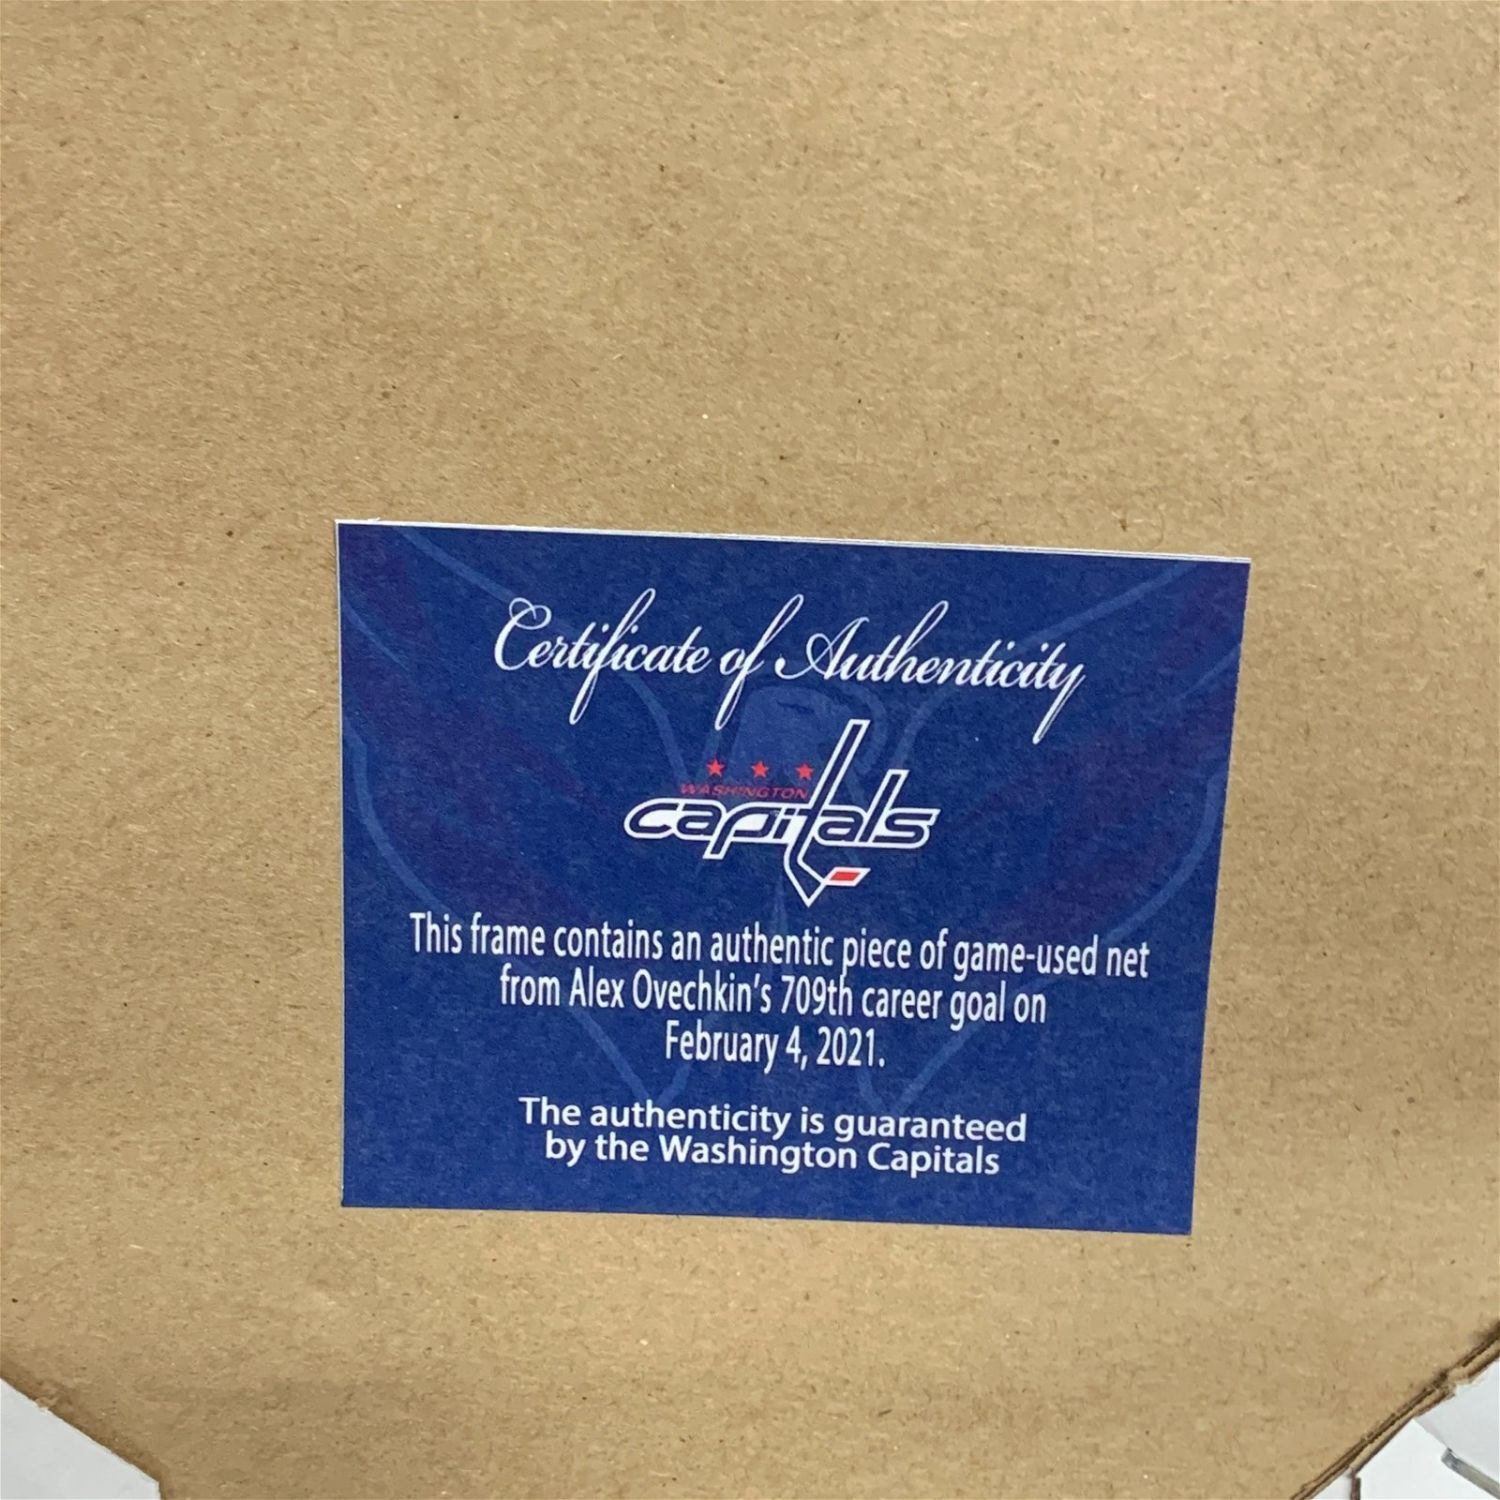 Certificate of Authenticity
WASHINGTON
capitals
This frame contains an authentic piece of game-used net
from Alex Ovechkin's 709th career goal on
February 4, 2021.
The authenticity is guaranteed
by the Washington Capitals